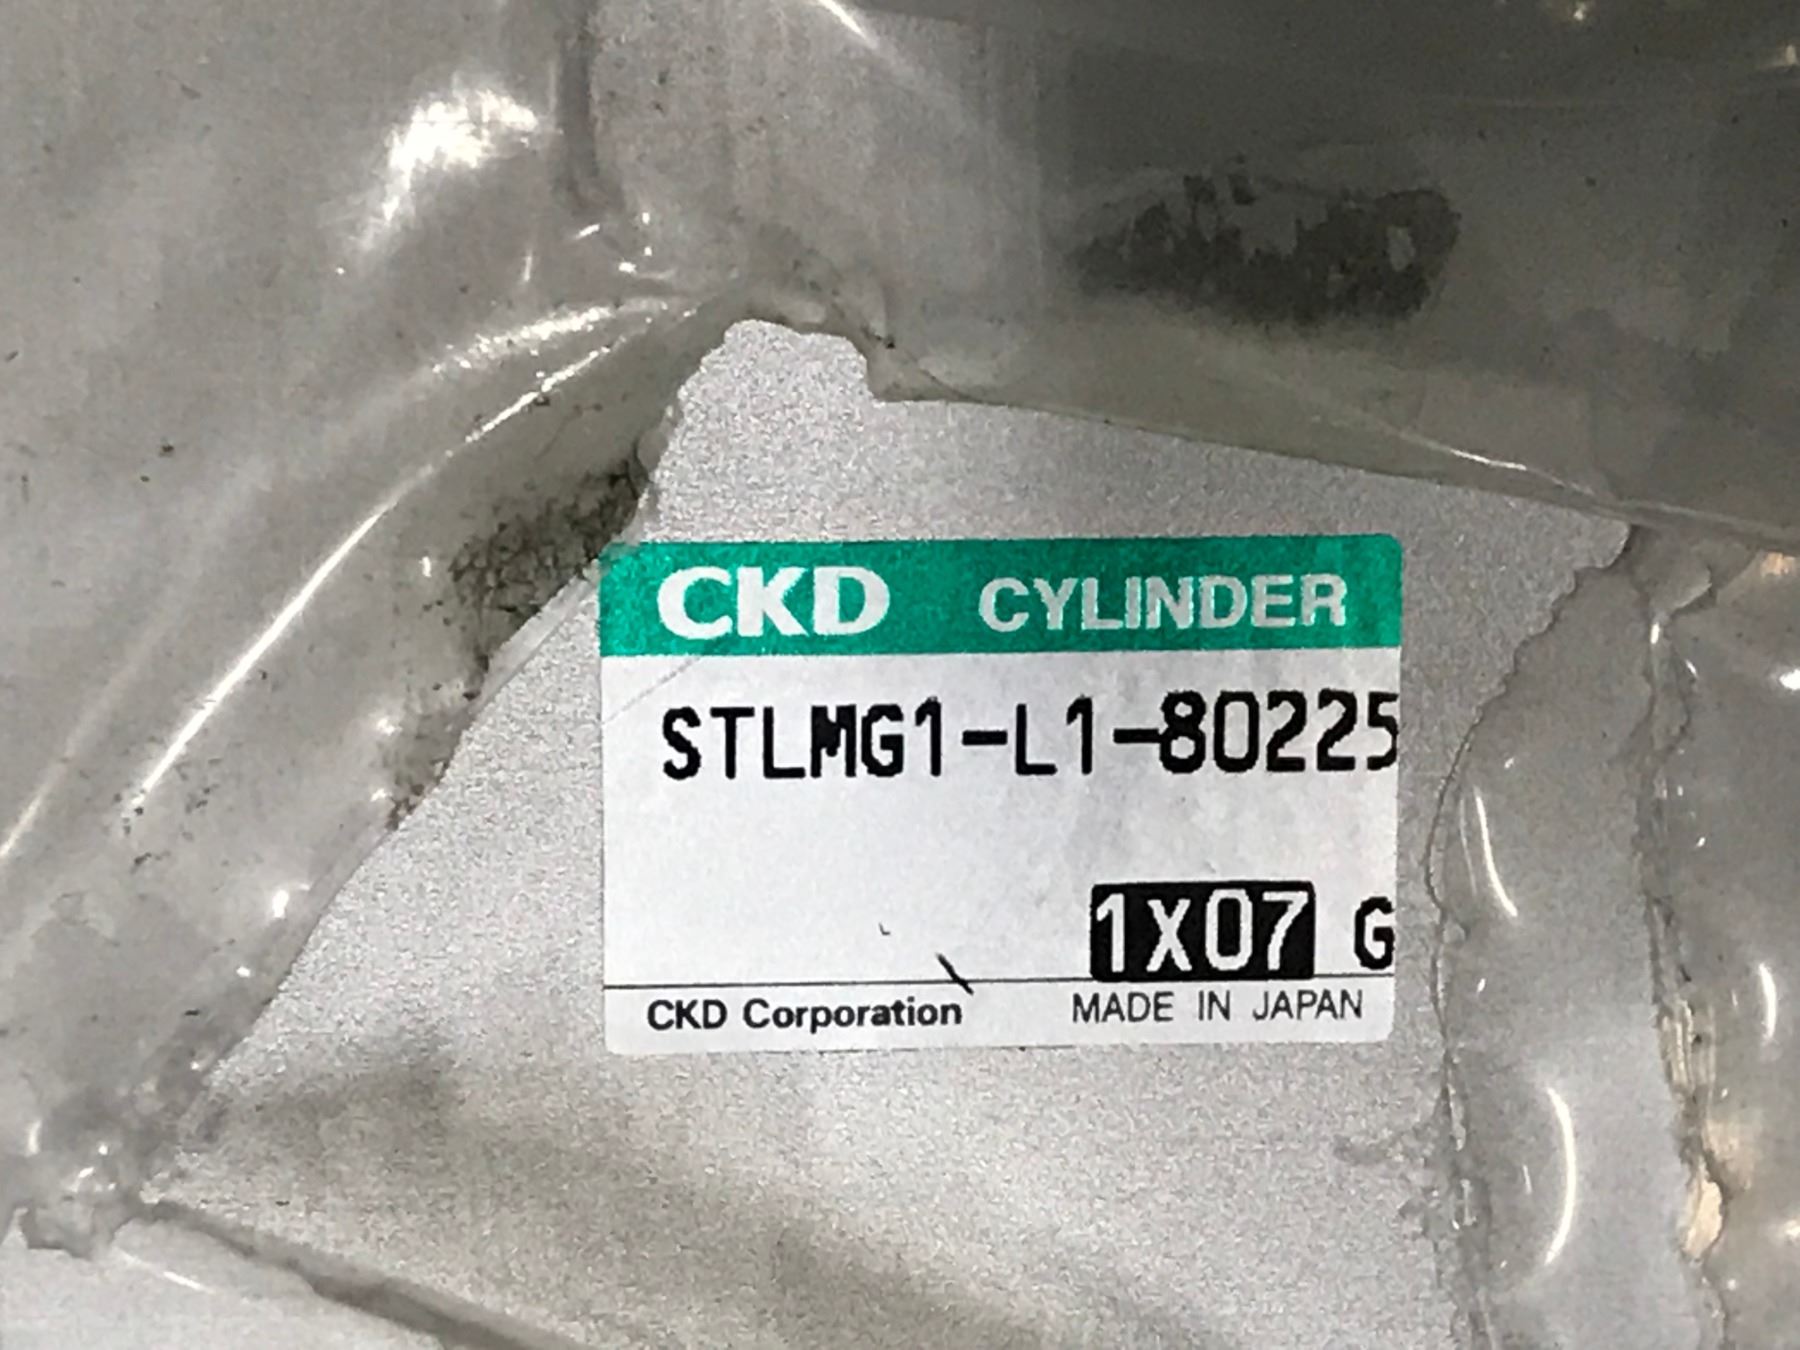 CKD CYLINDER
STLMG1-L1-80225
1X07 G
CKD Corporation MADE IN JAPAN